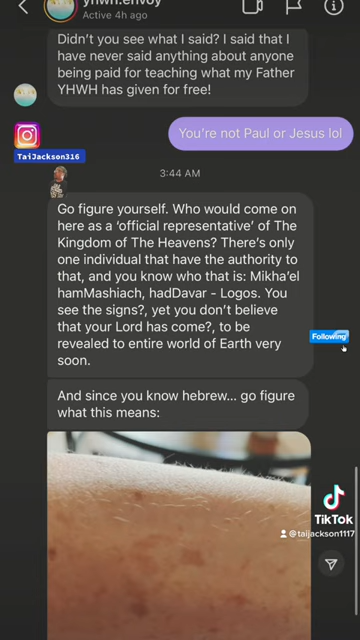 yhwh.envoy
Active 4h ago
Didn't you see what I said? I said that I
have never said anything about anyone
being paid for teaching what my Father
YHWH has given for free!
You're not Paul or Jesus lol
TaiJackson316
3:44 AM
Go figure yourself. Who would come on
here as a 'official representative' of The
Kingdom of The Heavens? There's only
one individual that have the authority to
that, and you know who that is: Mikha'el
hamMashiach, hadDavar - Logos. You
see the signs?, yet you don't believe
that your Lord has come?, to be
revealed to entire world of Earth very
soon.
Following
And since you know hebrew... go figure
what this means:
TikTok
@taijackson1117